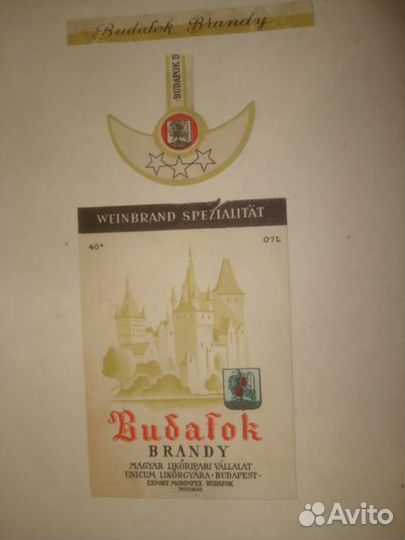 Budafok Brandy
BUDAFOK B
WEINBRAND SPEZIALITÄT
40° 0'7L
Budafok
BRANDY
MAGYAR LIKŐRIPARI VÁLLALAT
UNICUM LIKŐRGYÁRA · BUDAPEST ·
EXPORT MONIMPEX BUDAFOK
Avito